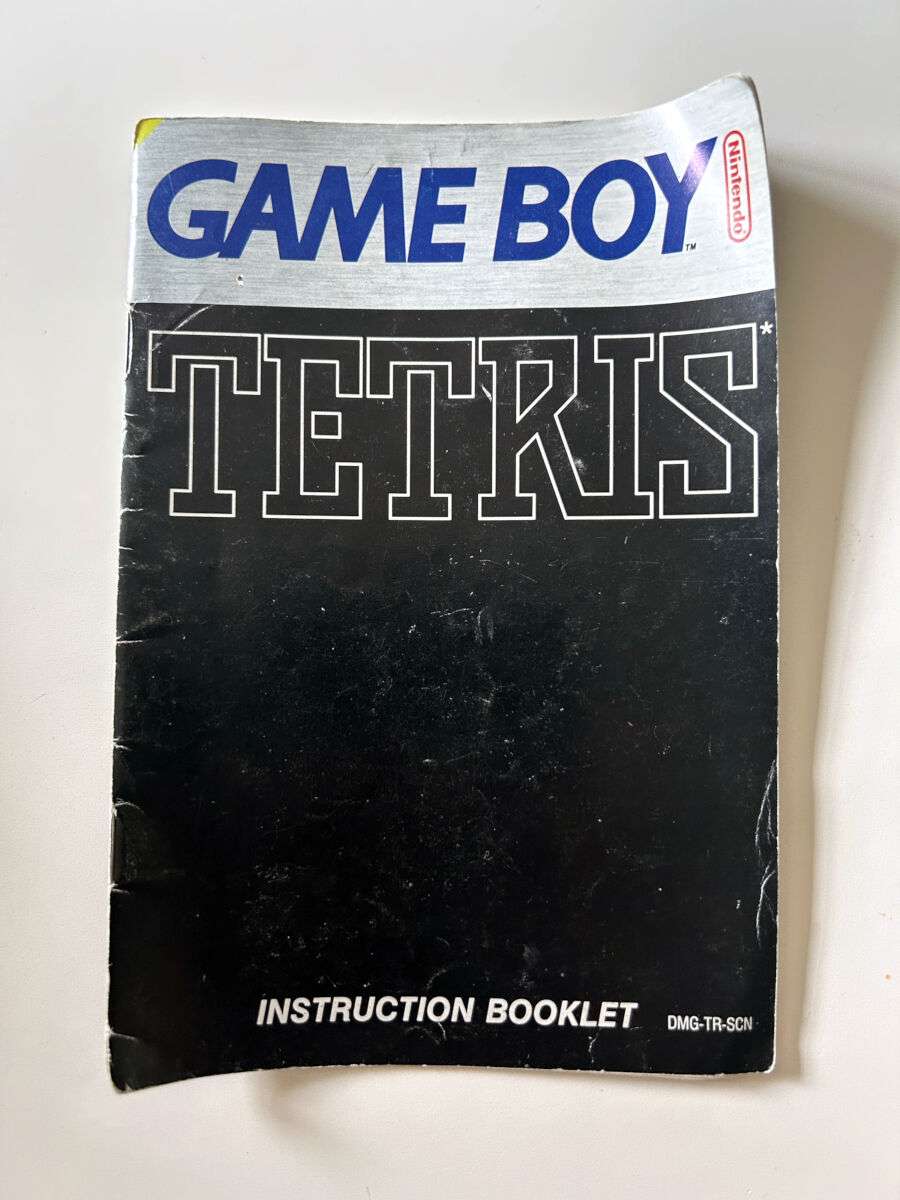 GAME BOY™
Nintendo®
TETRIS*
INSTRUCTION BOOKLET
DMG-TR-SCN